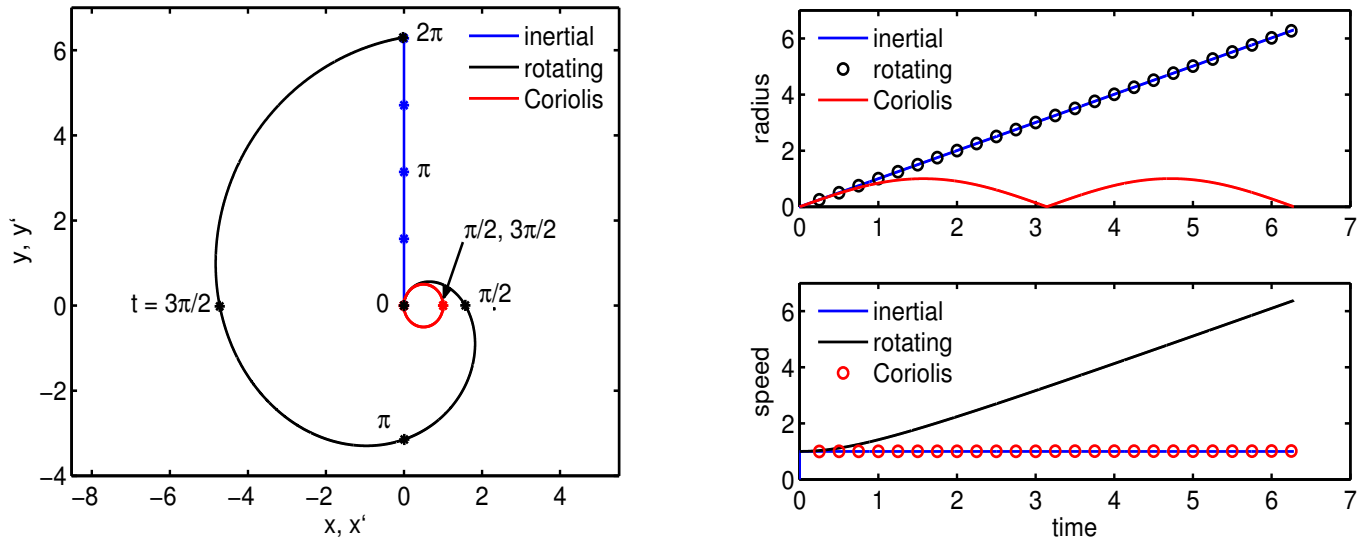 6
4
2
0
−2
−4
y, y‘
−8
−6
−4
−2
0
2
4
x, x‘
2π
inertial
rotating
Coriolis
π
π/2, 3π/2
t = 3π/2
0
π/2
π
6
4
2
0
radius
inertial
rotating
Coriolis
0
1
2
3
4
5
6
7
6
4
2
0
speed
inertial
rotating
Coriolis
0
1
2
3
4
5
6
7
time